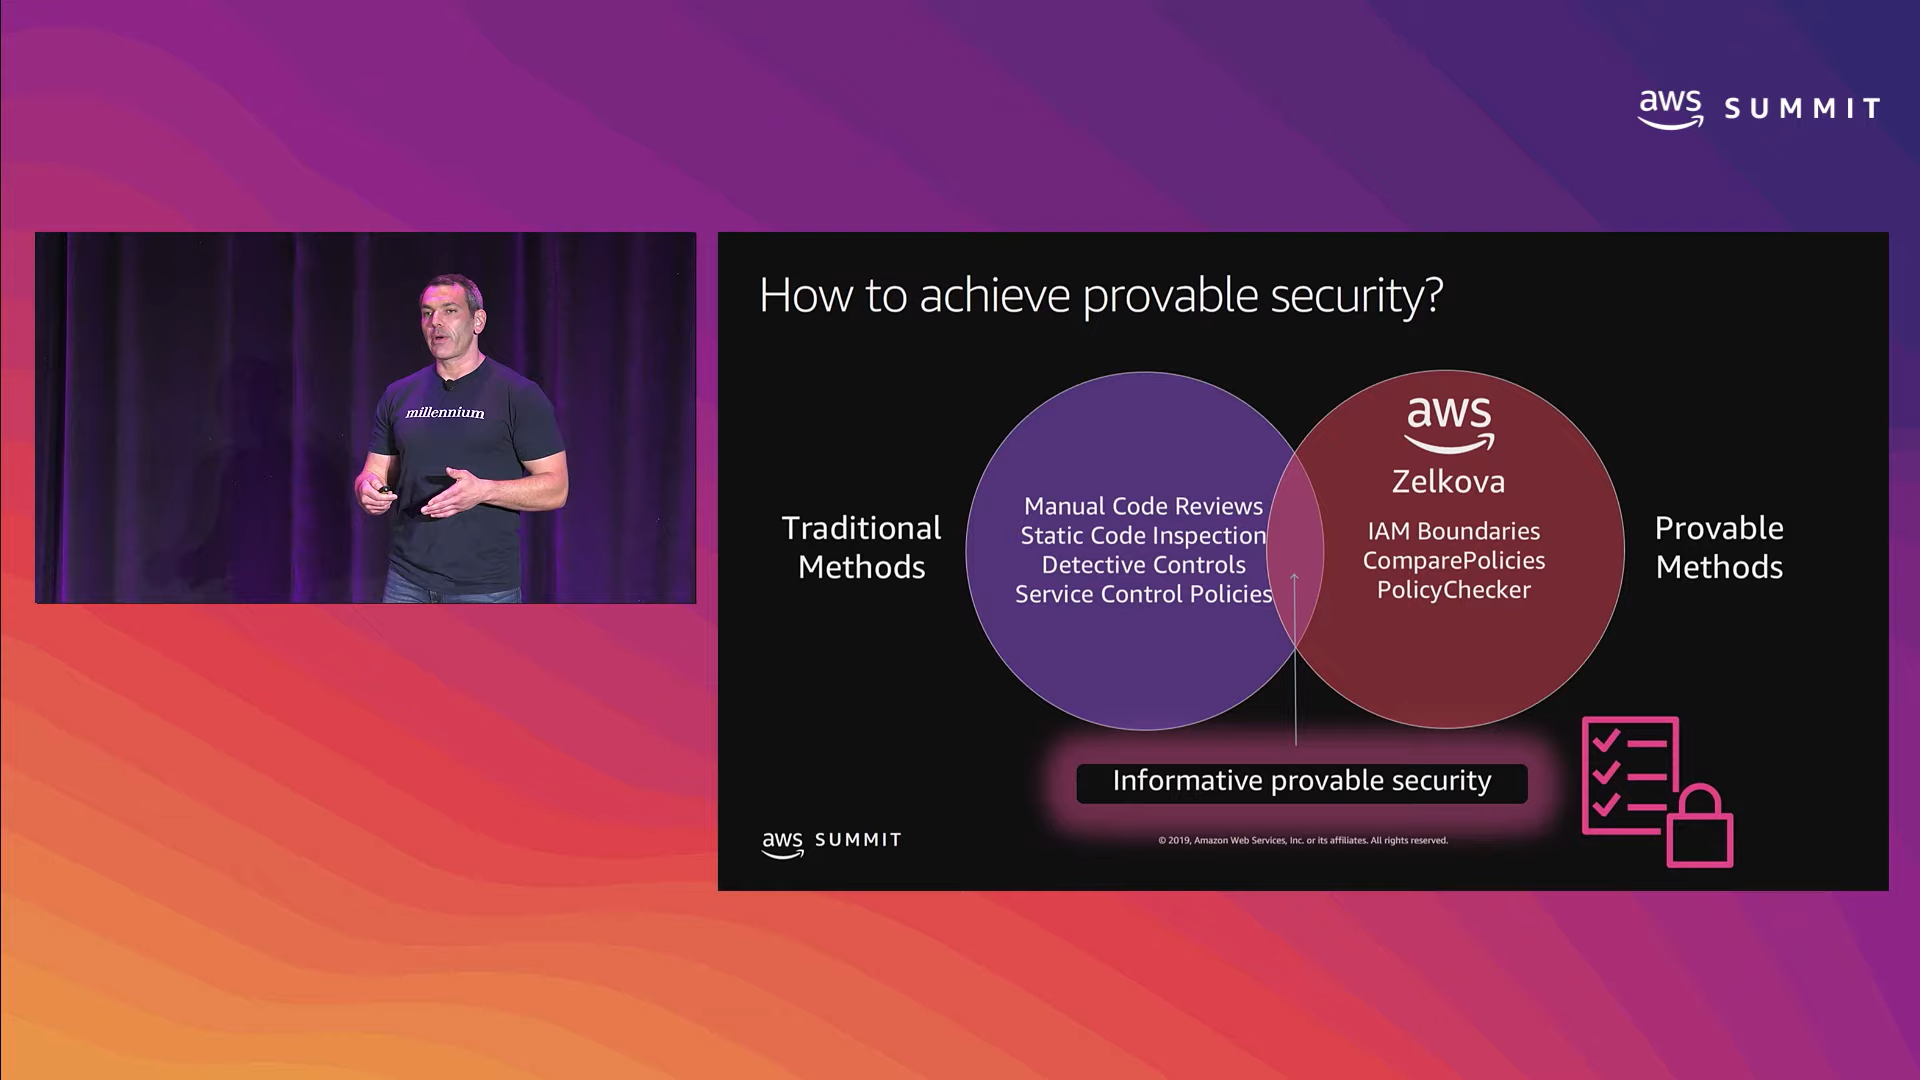 aws SUMMIT
millennium
How to achieve provable security?
Traditional
Methods
Manual Code Reviews
Static Code Inspection
Detective Controls
Service Control Policies
aws
Zelkova
IAM Boundaries
ComparePolicies
PolicyChecker
Provable
Methods
Informative provable security
aws SUMMIT
© 2019, Amazon Web Services, Inc. or its affiliates. All rights reserved.